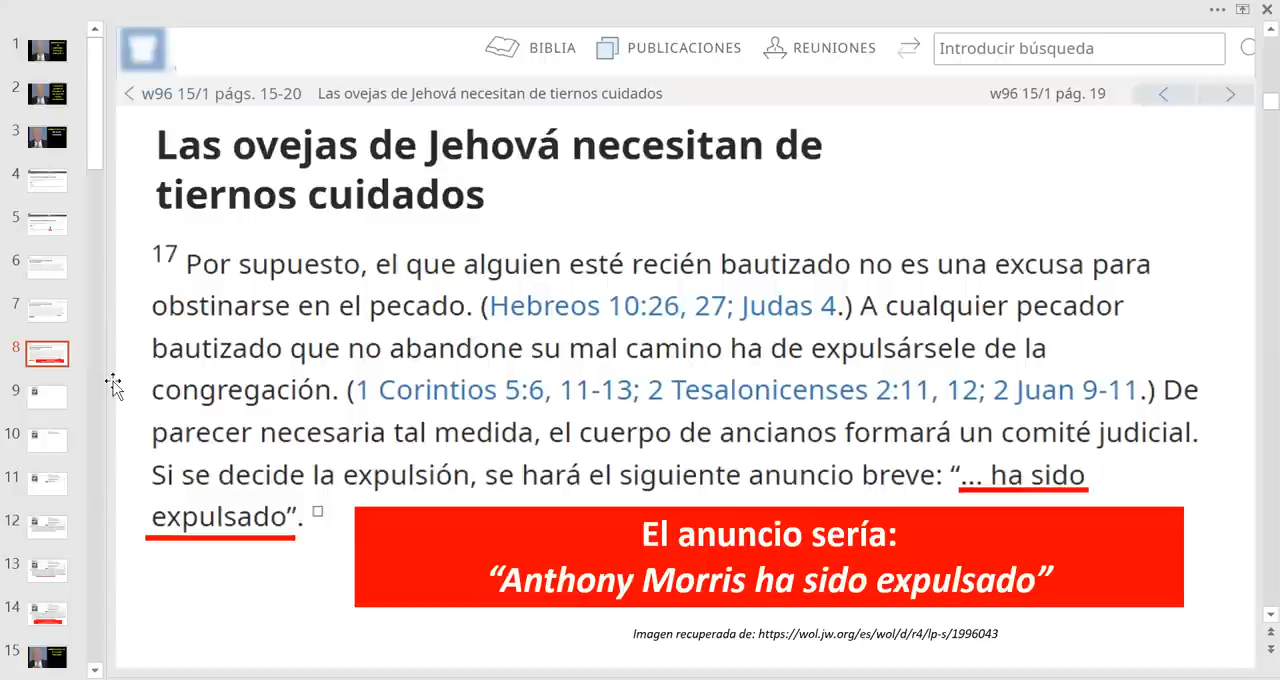 BIBLIA
PUBLICACIONES
REUNIONES
Introducir búsqueda
w96 15/1 págs. 15-20
Las ovejas de Jehová necesitan de tiernos cuidados
w96 15/1 pág. 19
1
2
3
4
5
6
7
8
9
10
11
12
13
14
15
Las ovejas de Jehová necesitan de
tiernos cuidados
17 Por supuesto, el que alguien esté recién bautizado no es una excusa para
obstinarse en el pecado. (Hebreos 10:26, 27; Judas 4.) A cualquier pecador
bautizado que no abandone su mal camino ha de expulsársele de la
congregación. (1 Corintios 5:6, 11-13; 2 Tesalonicenses 2:11, 12; 2 Juan 9-11.) De
parecer necesaria tal medida, el cuerpo de ancianos formará un comité judicial.
Si se decide la expulsión, se hará el siguiente anuncio breve: “... ha sido
expulsado”.
El anuncio sería:
“Anthony Morris ha sido expulsado”
Imagen recuperada de: https://wol.jw.org/es/wol/d/r4/lp-s/1996043